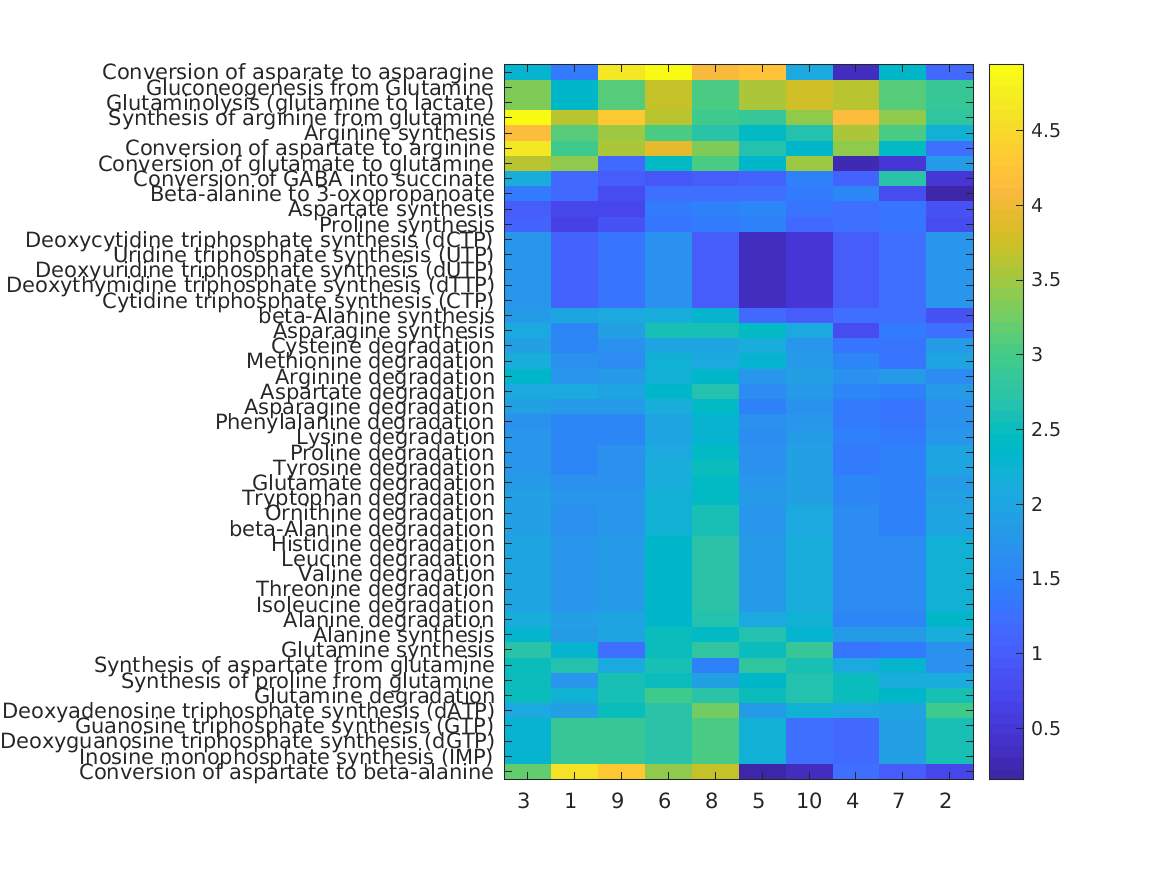 Conversion of asparate to asparagine
Gluconeogenesis from Glutamine
Glutaminolysis (glutamine to lactate)
Synthesis of arginine from glutamine
Arginine synthesis
Conversion of aspartate to arginine
Conversion of glutamate to glutamine
Conversion of GABA into succinate
Beta-alanine to 3-oxopropanoate
Aspartate synthesis
Proline synthesis
Deoxycytidine triphosphate synthesis (dCTP)
Uridine triphosphate synthesis (UTP)
Deoxyuridine triphosphate synthesis (dUTP)
Deoxythymidine triphosphate synthesis (dTTP)
Cytidine triphosphate synthesis (CTP)
beta-Alanine synthesis
Asparagine synthesis
Cysteine degradation
Methionine degradation
Arginine degradation
Aspartate degradation
Asparagine degradation
Phenylalanine degradation
Lysine degradation
Proline degradation
Tyrosine degradation
Glutamate degradation
Tryptophan degradation
Ornithine degradation
beta-Alanine degradation
Histidine degradation
Leucine degradation
Valine degradation
Threonine degradation
Isoleucine degradation
Alanine degradation
Alanine synthesis
Glutamine synthesis
Synthesis of aspartate from glutamine
Synthesis of proline from glutamine
Glutamine degradation
Deoxyadenosine triphosphate synthesis (dATP)
Guanosine triphosphate synthesis (GTP)
Deoxyguanosine triphosphate synthesis (dGTP)
Inosine monophosphate synthesis (IMP)
Conversion of aspartate to beta-alanine
3 1 9 6 8 5 10 4 7 2
4.5
4
3.5
3
2.5
2
1.5
1
0.5